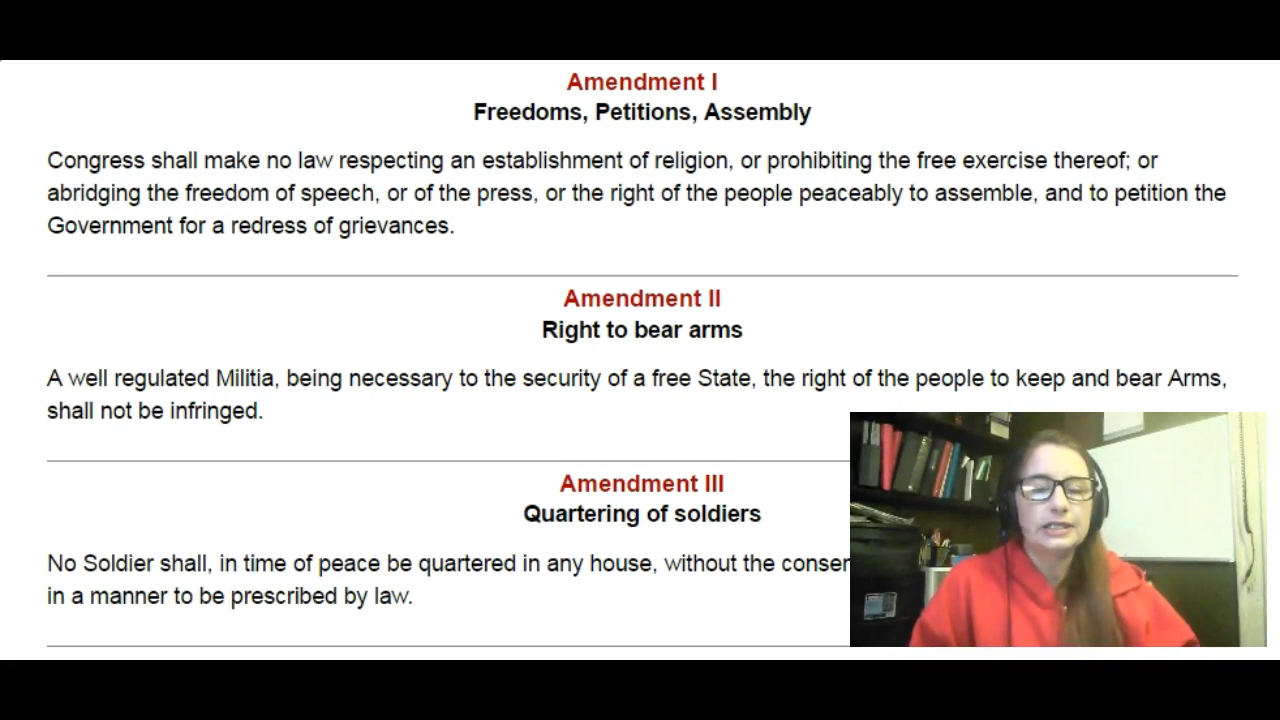 Amendment I
Freedoms, Petitions, Assembly
Congress shall make no law respecting an establishment of religion, or prohibiting the free exercise thereof; or
abridging the freedom of speech, or of the press, or the right of the people peaceably to assemble, and to petition the
Government for a redress of grievances.
Amendment II
Right to bear arms
A well regulated Militia, being necessary to the security of a free State, the right of the people to keep and bear Arms,
shall not be infringed.
Amendment III
Quartering of soldiers
No Soldier shall, in time of peace be quartered in any house, without the conser
in a manner to be prescribed by law.